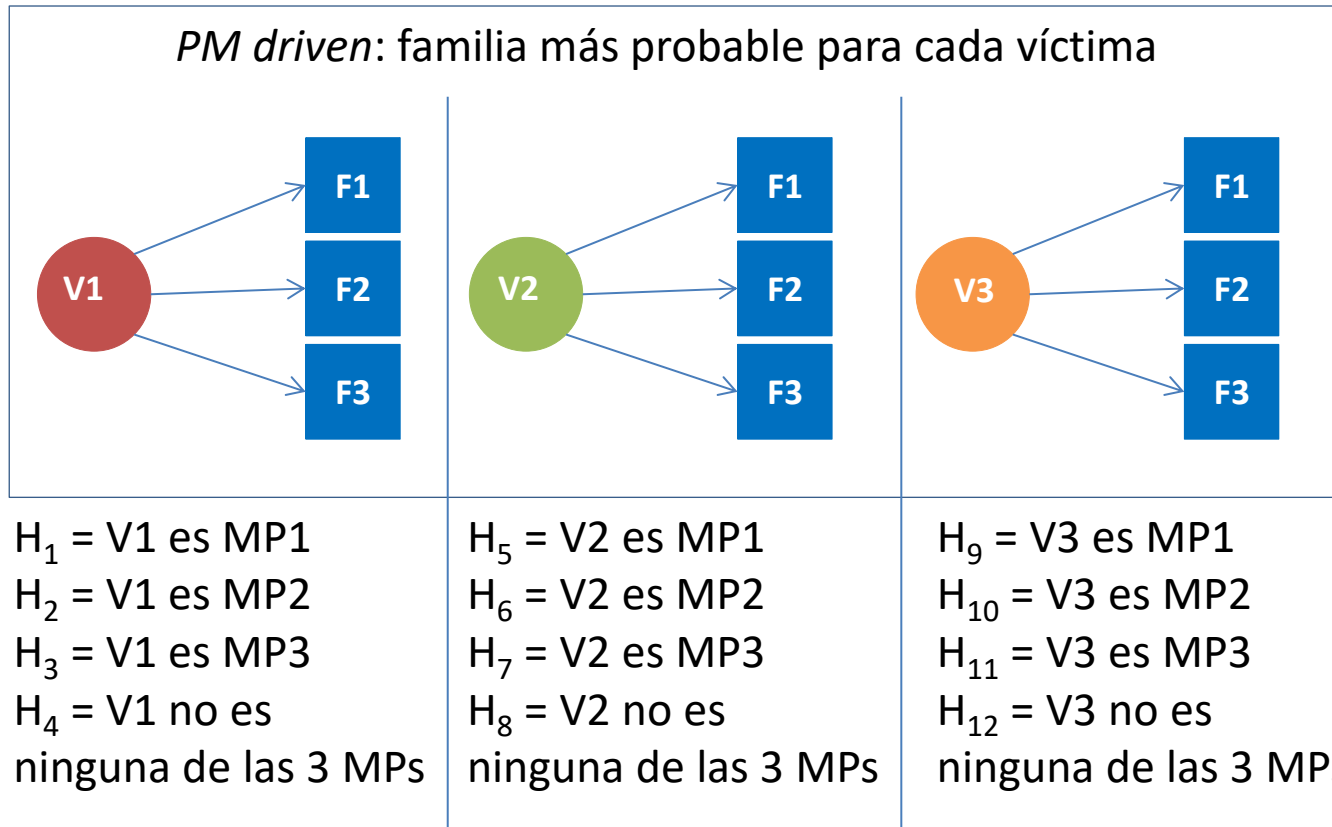 PM driven: familia más probable para cada víctima
V1
F1
F2
F3
V2
F1
F2
F3
V3
F1
F2
F3
H₁ = V1 es MP1
H₂ = V1 es MP2
H₃ = V1 es MP3
H₄ = V1 no es
ninguna de las 3 MPs
H₅ = V2 es MP1
H₆ = V2 es MP2
H₇ = V2 es MP3
H₈ = V2 no es
ninguna de las 3 MPs
H₉ = V3 es MP1
H₁₀ = V3 es MP2
H₁₁ = V3 es MP3
H₁₂ = V3 no es
ninguna de las 3 MP